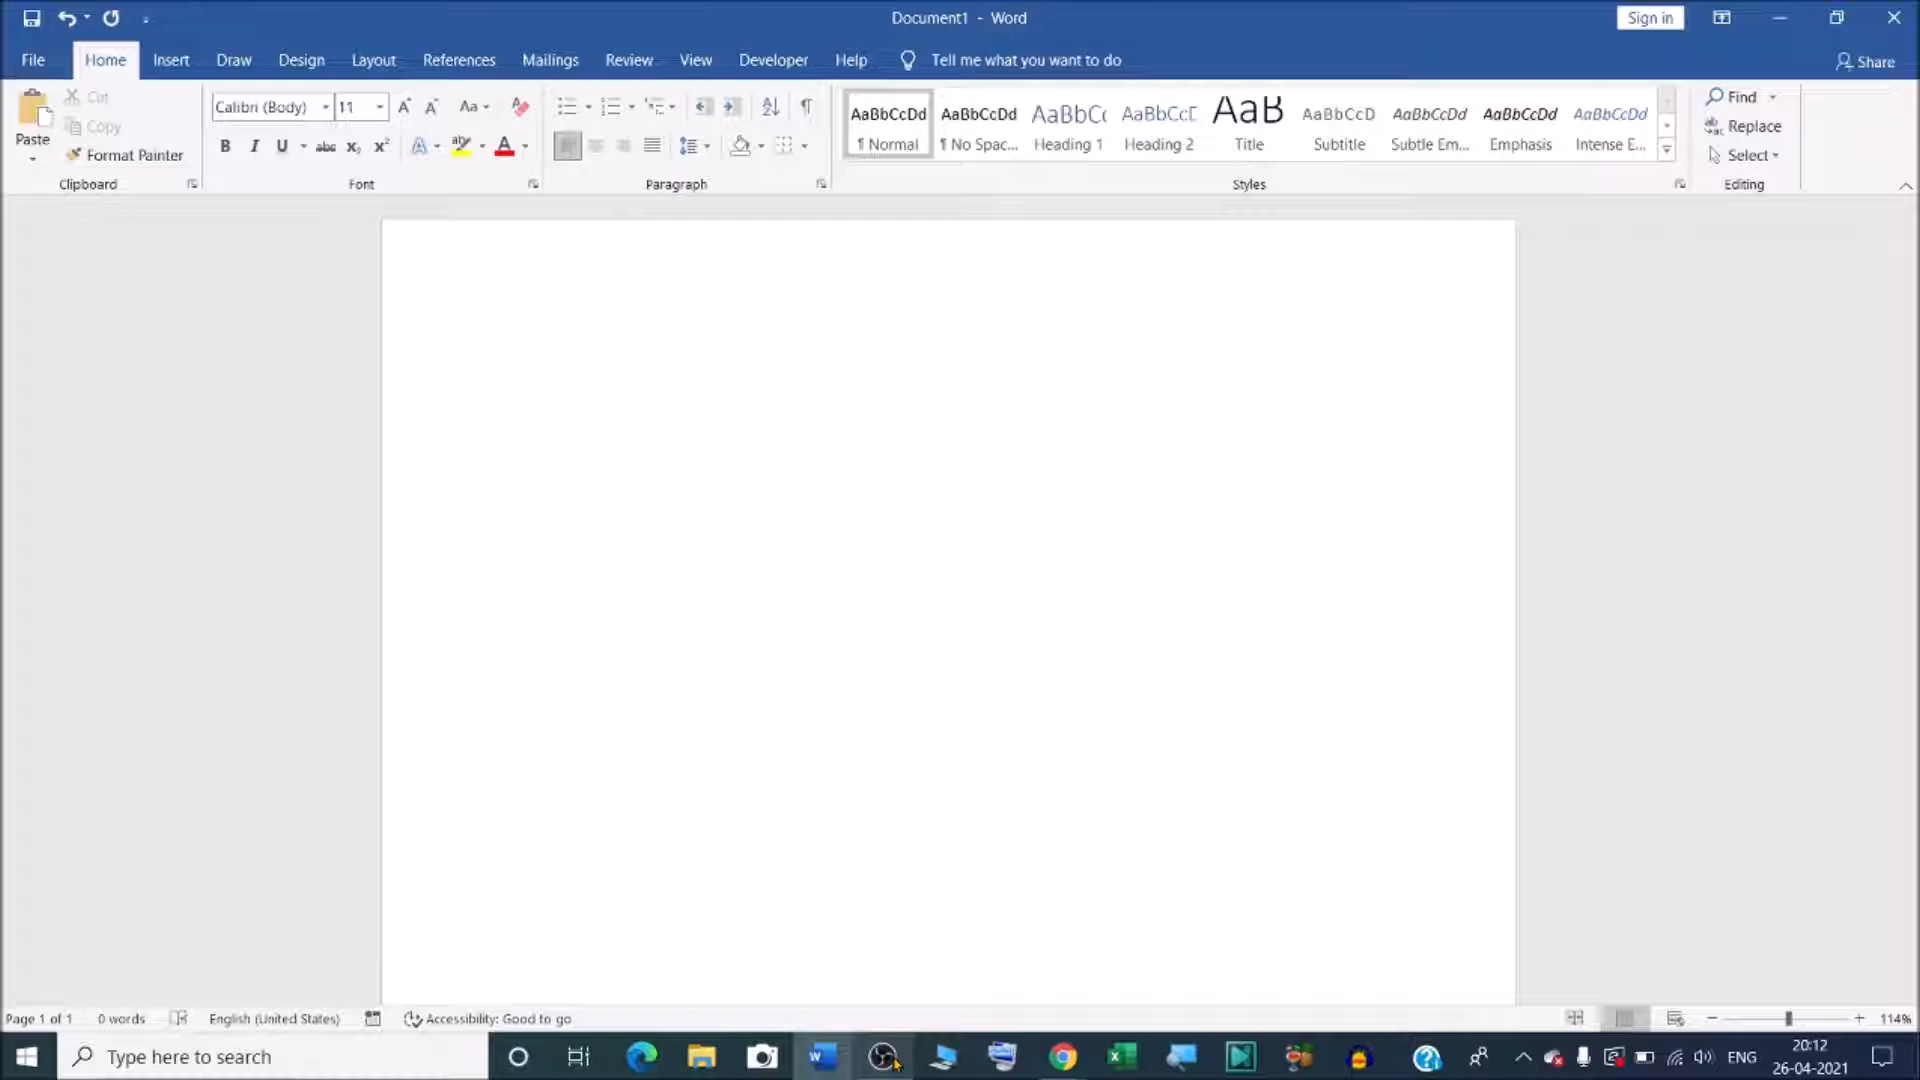 Document1 - Word
Sign in
File Home Insert Draw Design Layout References Mailings Review View Developer Help Tell me what you want to do Share
Paste
Cut
Copy
Format Painter
Clipboard
Calibri (Body) 11
Font
Paragraph
AaBbCcDd AaBbCcDd AaBbCc AaBbCcD AaB AaBbCcD AaBbCcDd AaBbCcDd AaBbCcDd
¶ Normal ¶ No Spac... Heading 1 Heading 2 Title Subtitle Subtle Em... Emphasis Intense E...
Styles
Find
Replace
Select
Editing
Page 1 of 1 0 words English (United States) Accessibility: Good to go 114%
Type here to search
ENG
20:12
26-04-2021